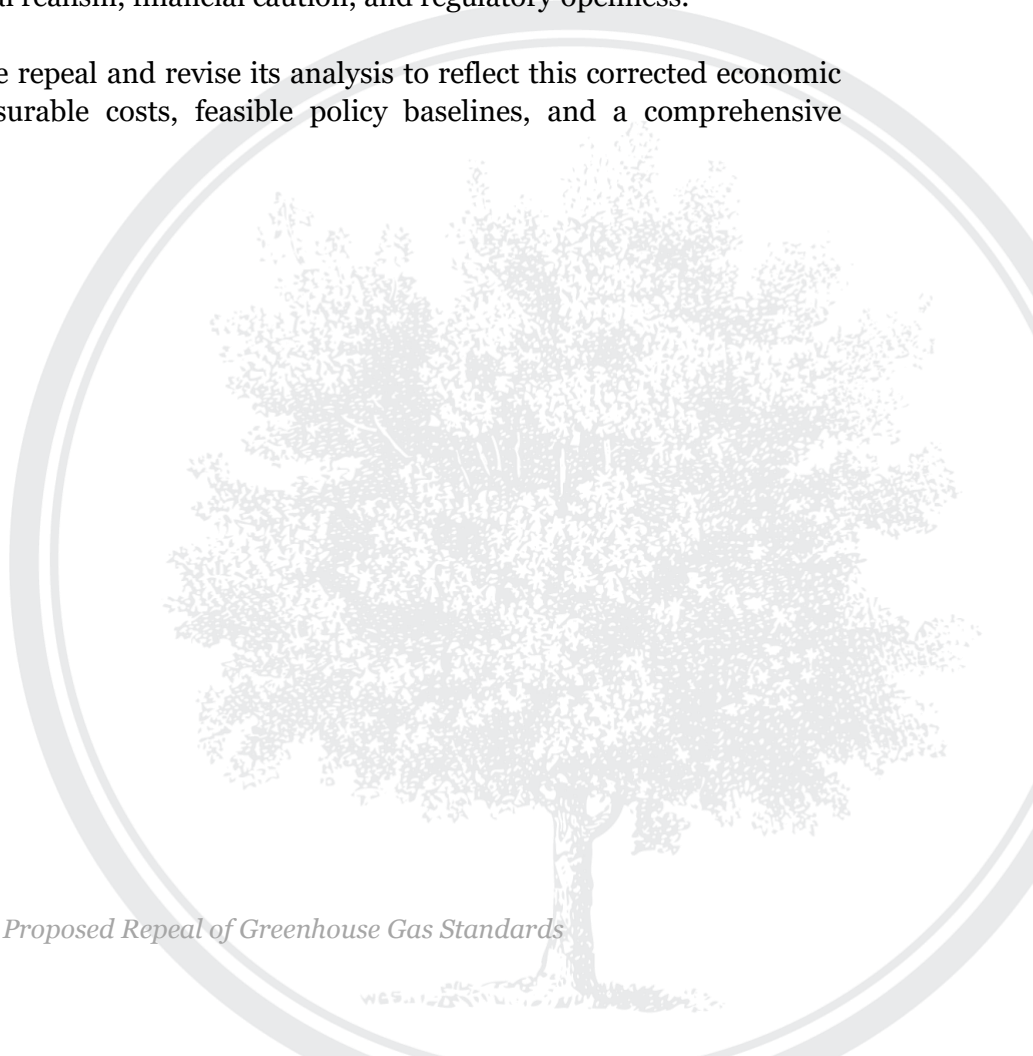 realism, financial caution, and regulatory openness.
e repeal and revise its analysis to reflect this corrected economic
surable costs, feasible policy baselines, and a comprehensive
Proposed Repeal of Greenhouse Gas Standards